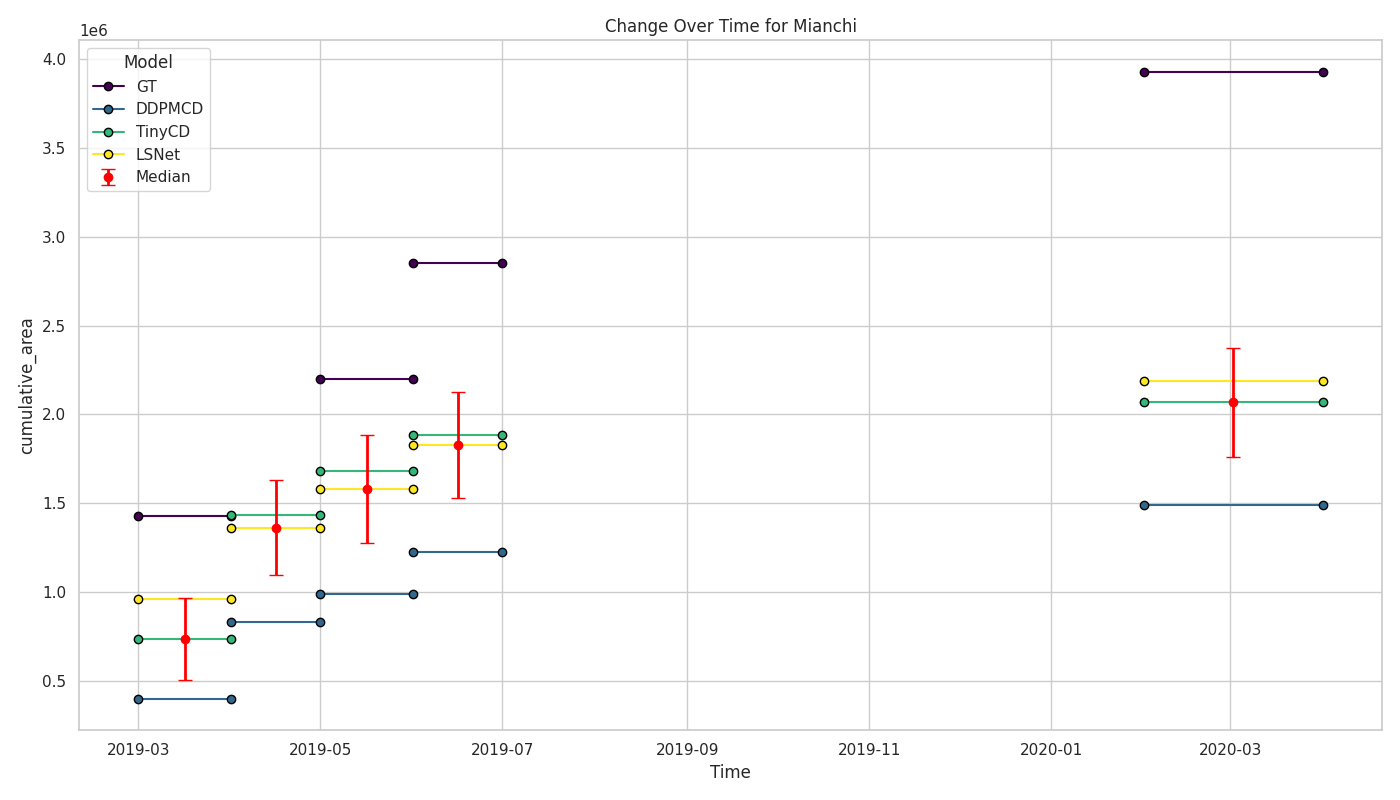 Change Over Time for Mianchi
1e6
4.0
3.5
3.0
2.5
2.0
1.5
1.0
0.5
cumulative_area
Model
GT
DDPMCD
TinyCD
LSNet
Median
2019-03
2019-05
2019-07
2019-09
2019-11
2020-01
2020-03
Time